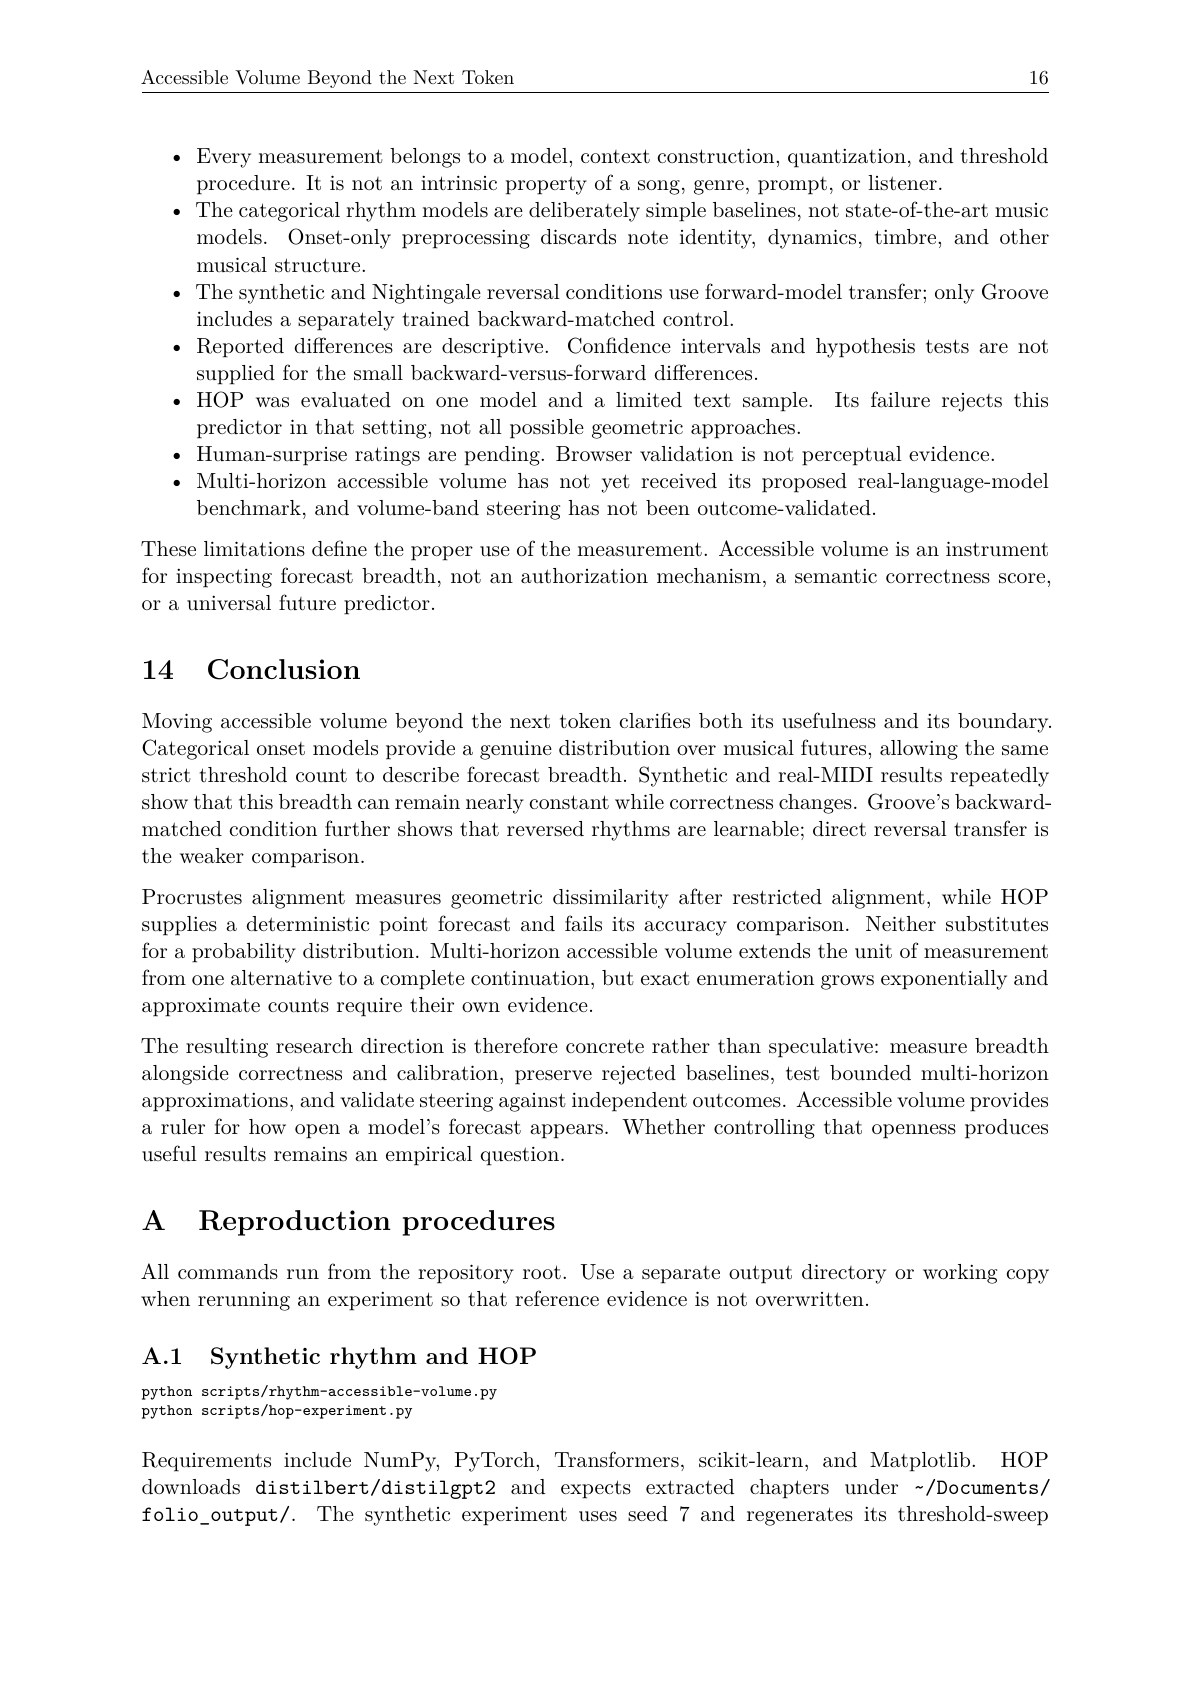 Accessible Volume Beyond the Next Token 16
• Every measurement belongs to a model, context construction, quantization, and threshold
procedure. It is not an intrinsic property of a song, genre, prompt, or listener.
• The categorical rhythm models are deliberately simple baselines, not state-of-the-art music
models. Onset-only preprocessing discards note identity, dynamics, timbre, and other
musical structure.
• The synthetic and Nightingale reversal conditions use forward-model transfer; only Groove
includes a separately trained backward-matched control.
• Reported differences are descriptive. Confidence intervals and hypothesis tests are not
supplied for the small backward-versus-forward differences.
• HOP was evaluated on one model and a limited text sample. Its failure rejects this
predictor in that setting, not all possible geometric approaches.
• Human-surprise ratings are pending. Browser validation is not perceptual evidence.
• Multi-horizon accessible volume has not yet received its proposed real-language-model
benchmark, and volume-band steering has not been outcome-validated.
These limitations define the proper use of the measurement. Accessible volume is an instrument
for inspecting forecast breadth, not an authorization mechanism, a semantic correctness score,
or a universal future predictor.
14 Conclusion
Moving accessible volume beyond the next token clarifies both its usefulness and its boundary.
Categorical onset models provide a genuine distribution over musical futures, allowing the same
strict threshold count to describe forecast breadth. Synthetic and real-MIDI results repeatedly
show that this breadth can remain nearly constant while correctness changes. Groove's backward-
matched condition further shows that reversed rhythms are learnable; direct reversal transfer is
the weaker comparison.
Procrustes alignment measures geometric dissimilarity after restricted alignment, while HOP
supplies a deterministic point forecast and fails its accuracy comparison. Neither substitutes
for a probability distribution. Multi-horizon accessible volume extends the unit of measurement
from one alternative to a complete continuation, but exact enumeration grows exponentially and
approximate counts require their own evidence.
The resulting research direction is therefore concrete rather than speculative: measure breadth
alongside correctness and calibration, preserve rejected baselines, test bounded multi-horizon
approximations, and validate steering against independent outcomes. Accessible volume provides
a ruler for how open a model's forecast appears. Whether controlling that openness produces
useful results remains an empirical question.
A Reproduction procedures
All commands run from the repository root. Use a separate output directory or working copy
when rerunning an experiment so that reference evidence is not overwritten.
A.1 Synthetic rhythm and HOP
python scripts/rhythm-accessible-volume.py
python scripts/hop-experiment.py
Requirements include NumPy, PyTorch, Transformers, scikit-learn, and Matplotlib. HOP
downloads distilbert/distilgpt2 and expects extracted chapters under ~/Documents/
folio_output/. The synthetic experiment uses seed 7 and regenerates its threshold-sweep